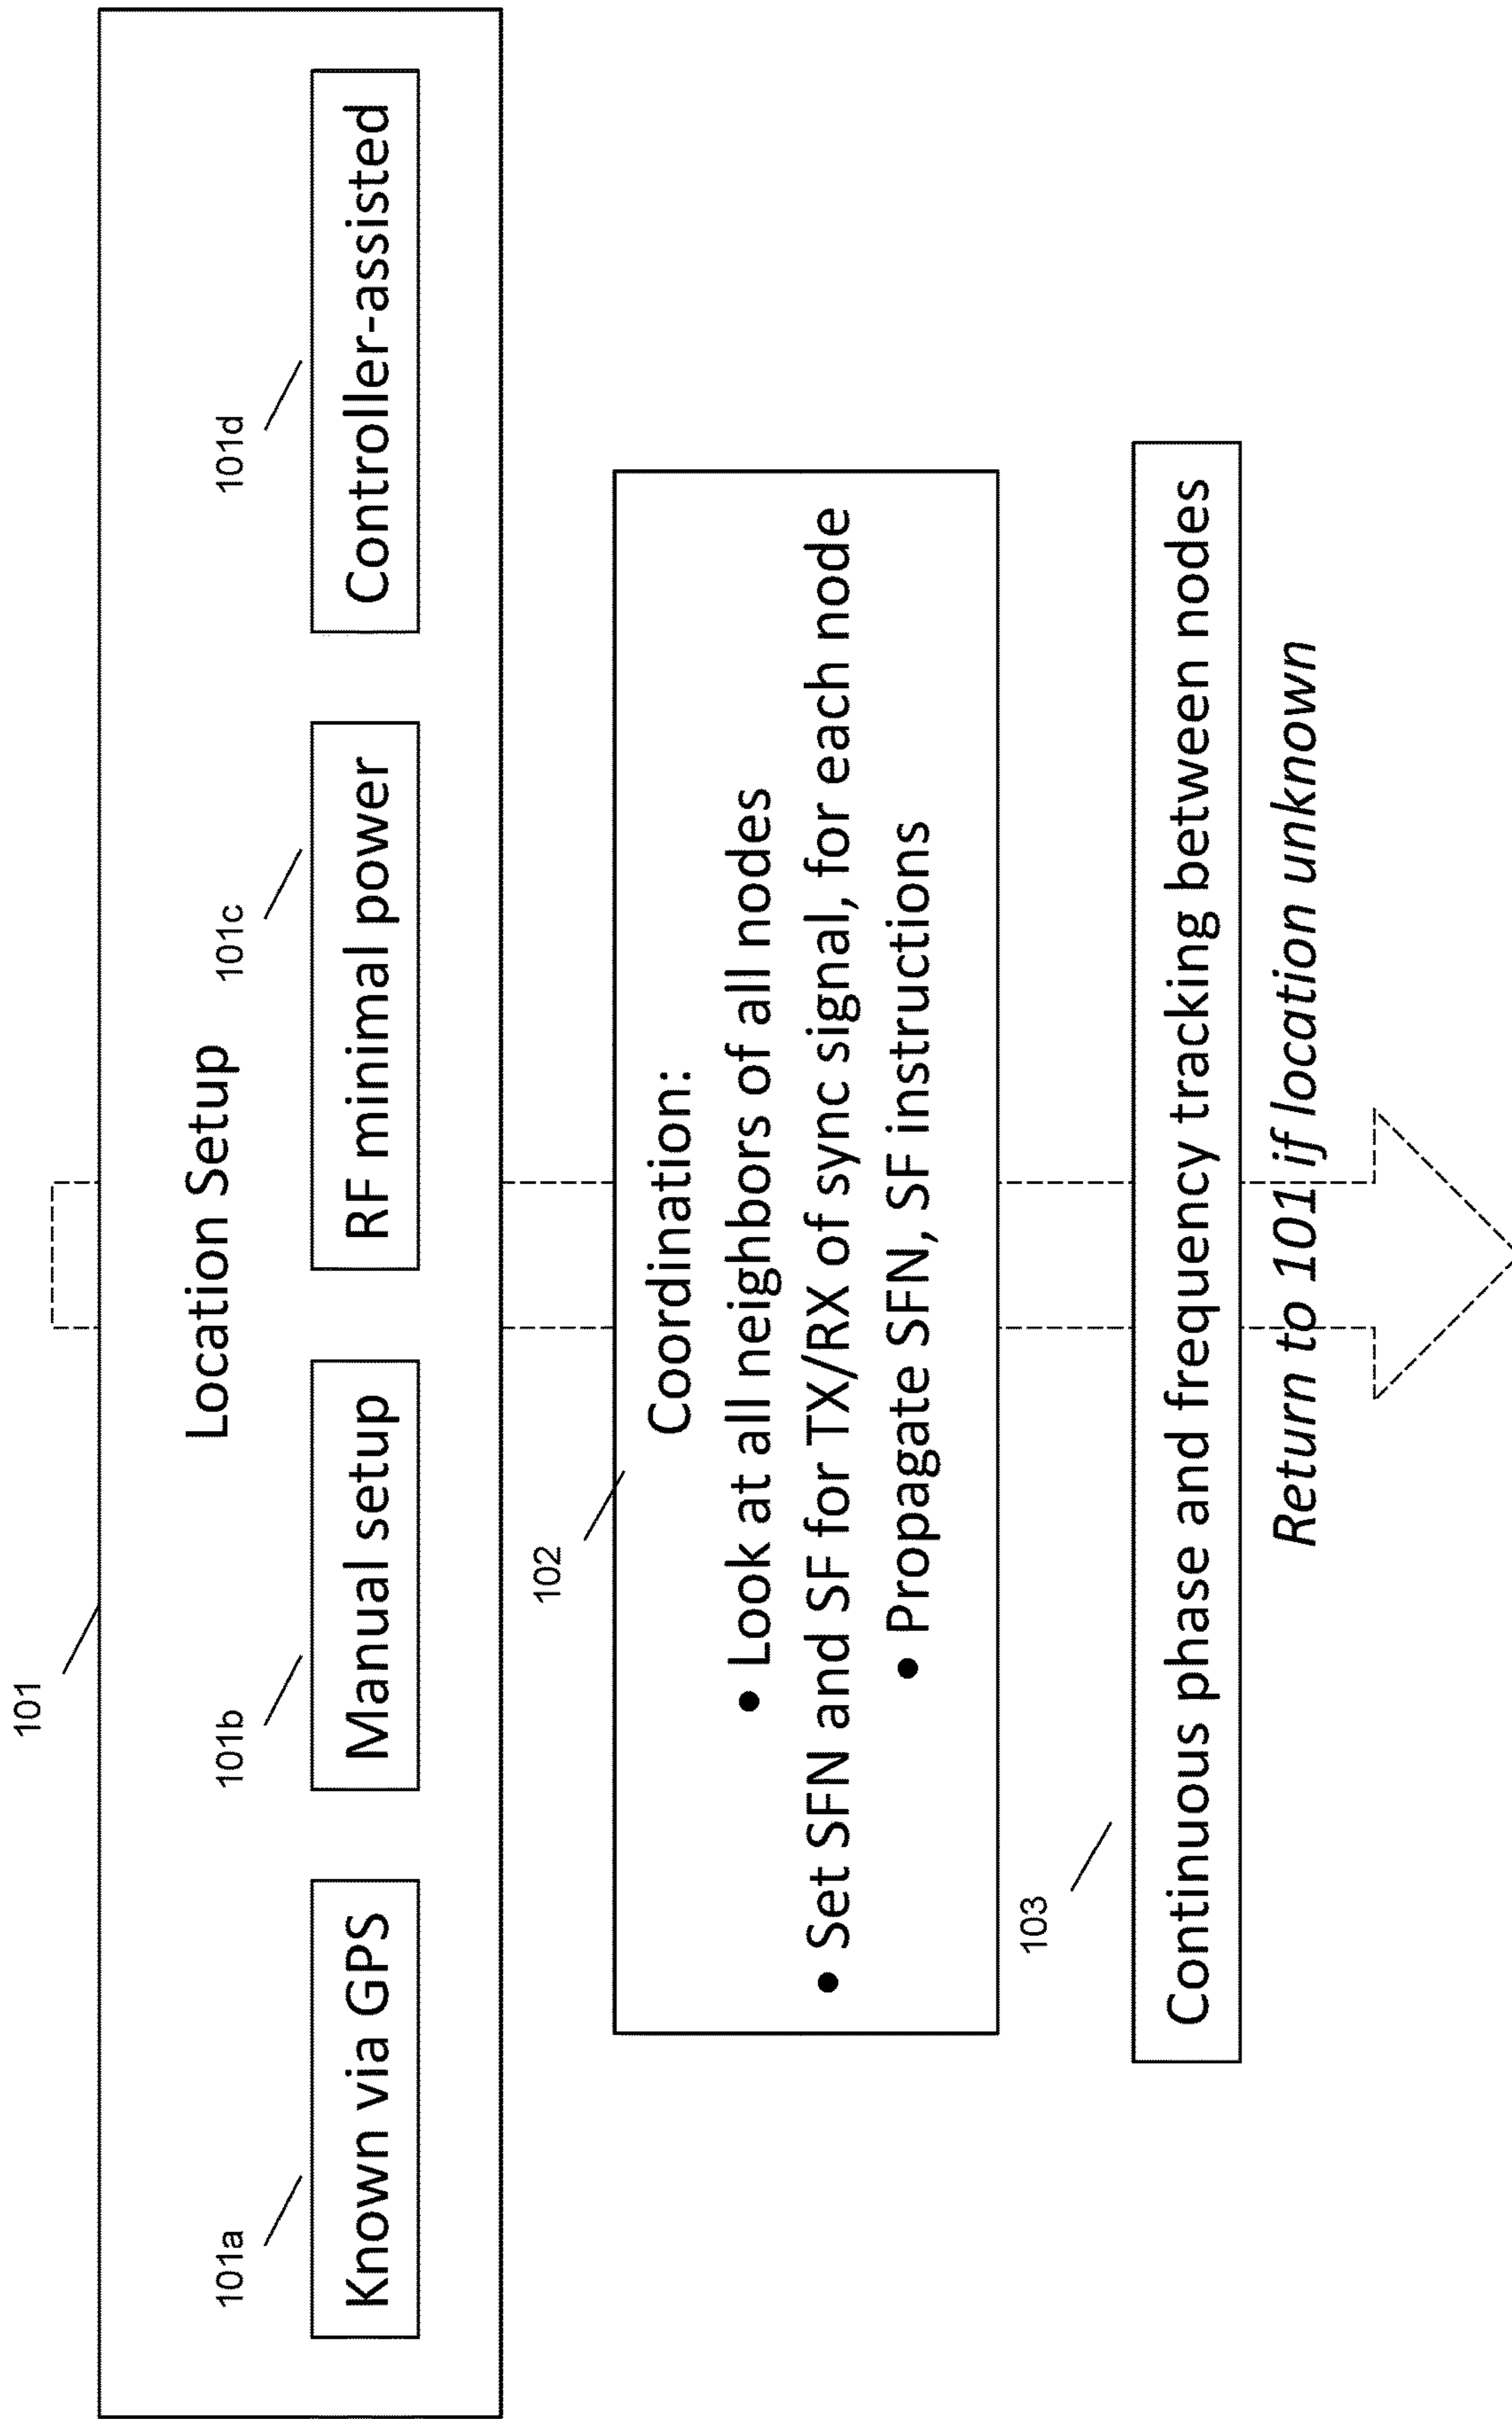 101
Location Setup
101a
Known via GPS
101b
Manual setup
101c
RF minimal power
101d
Controller-assisted
102
Coordination:
• Look at all neighbors of all nodes
• Set SFN and SF for TX/RX of sync signal, for each node
• Propagate SFN, SF instructions
103
Continuous phase and frequency tracking between nodes
Return to 101 if location unknown